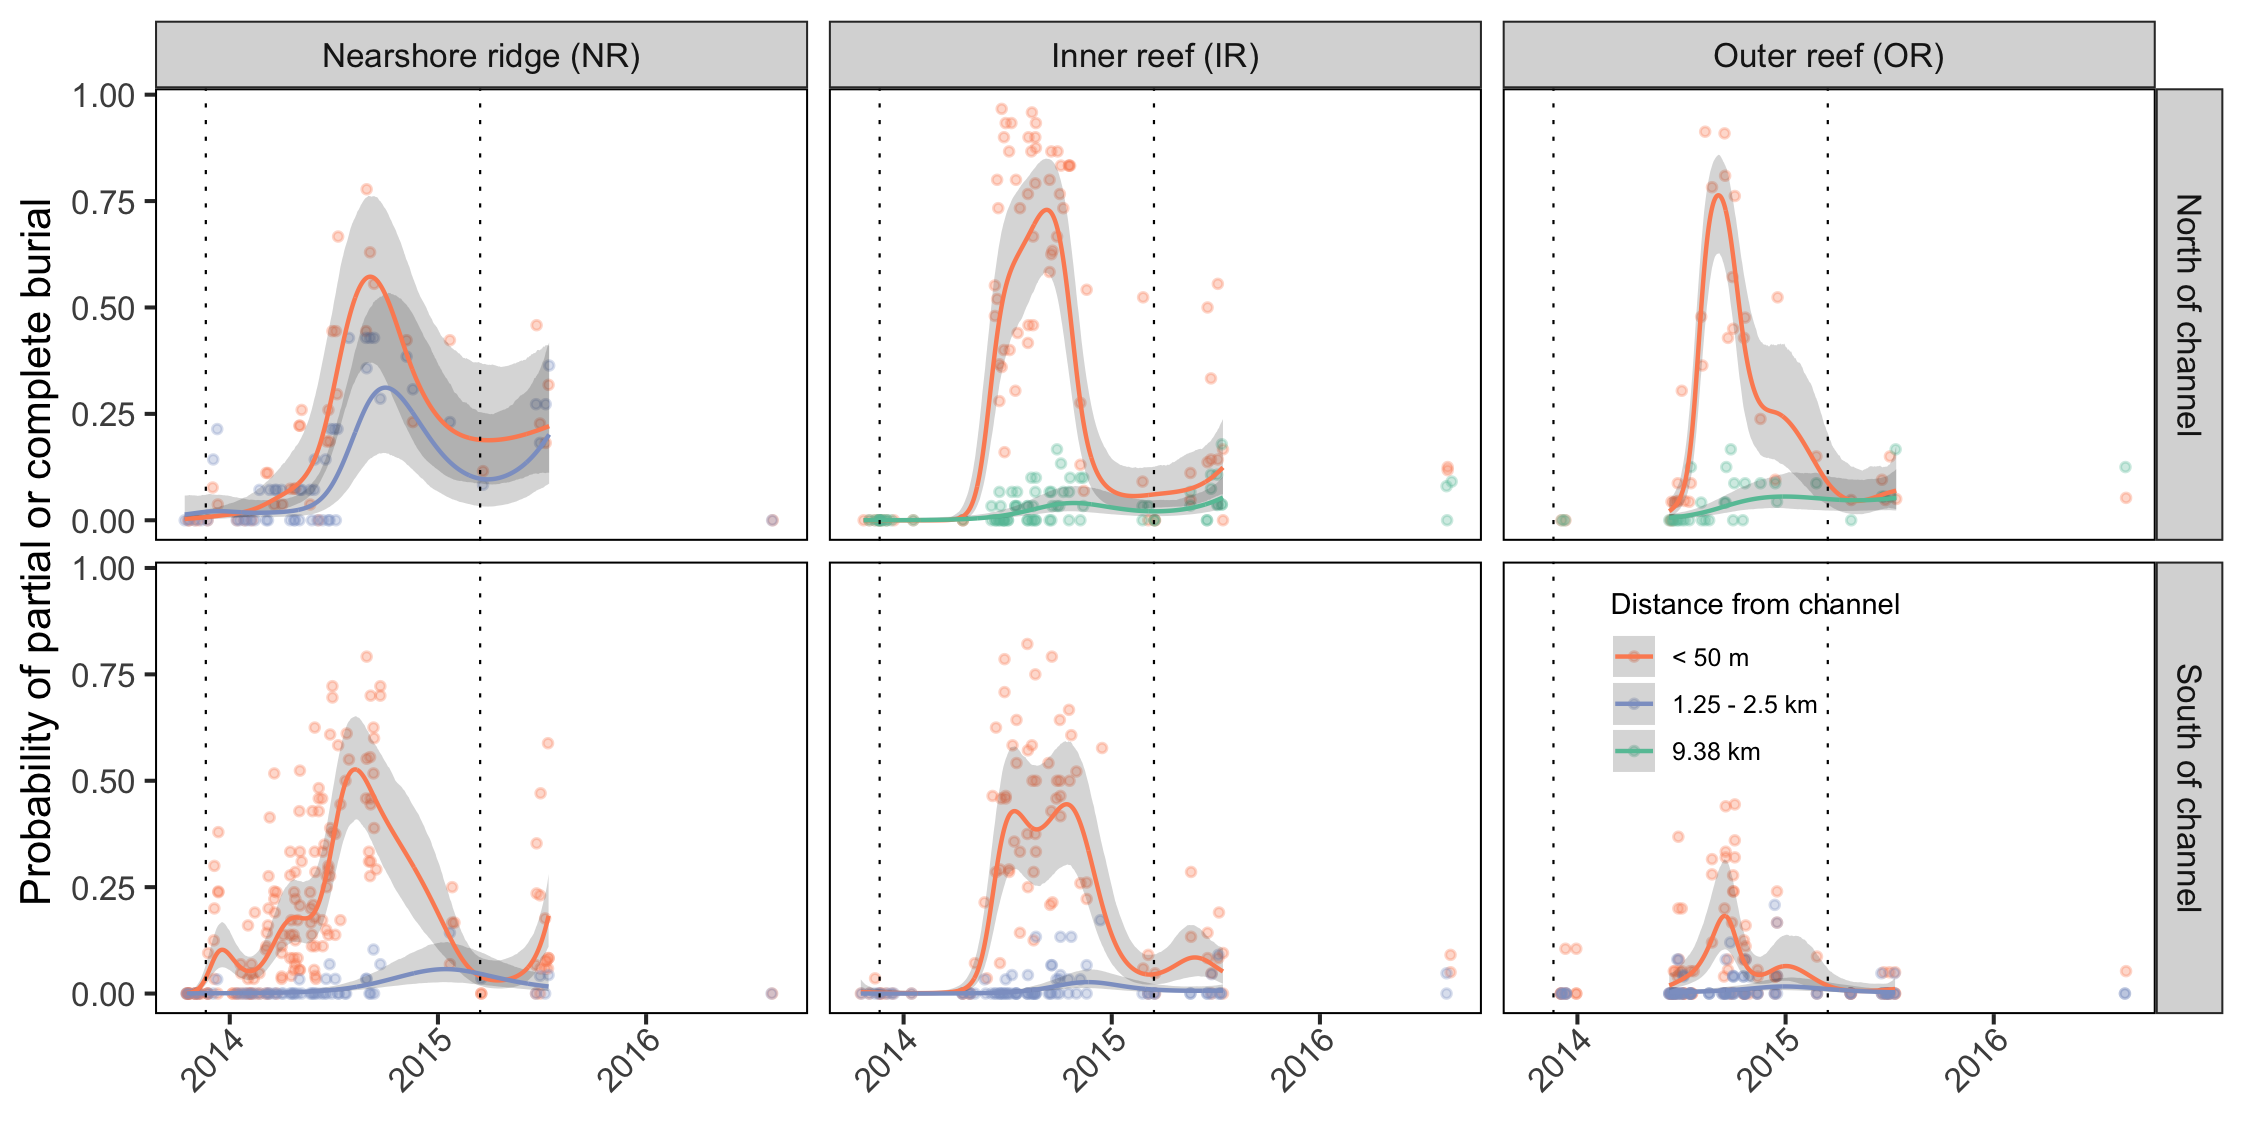 Nearshore ridge (NR)
Inner reef (IR)
Outer reef (OR)
Probability of partial or complete burial
1.00
0.75
0.50
0.25
0.00
North of channel
1.00
0.75
0.50
0.25
0.00
South of channel
Distance from channel
< 50 m
1.25 - 2.5 km
9.38 km
2014
2015
2016
2014
2015
2016
2014
2015
2016